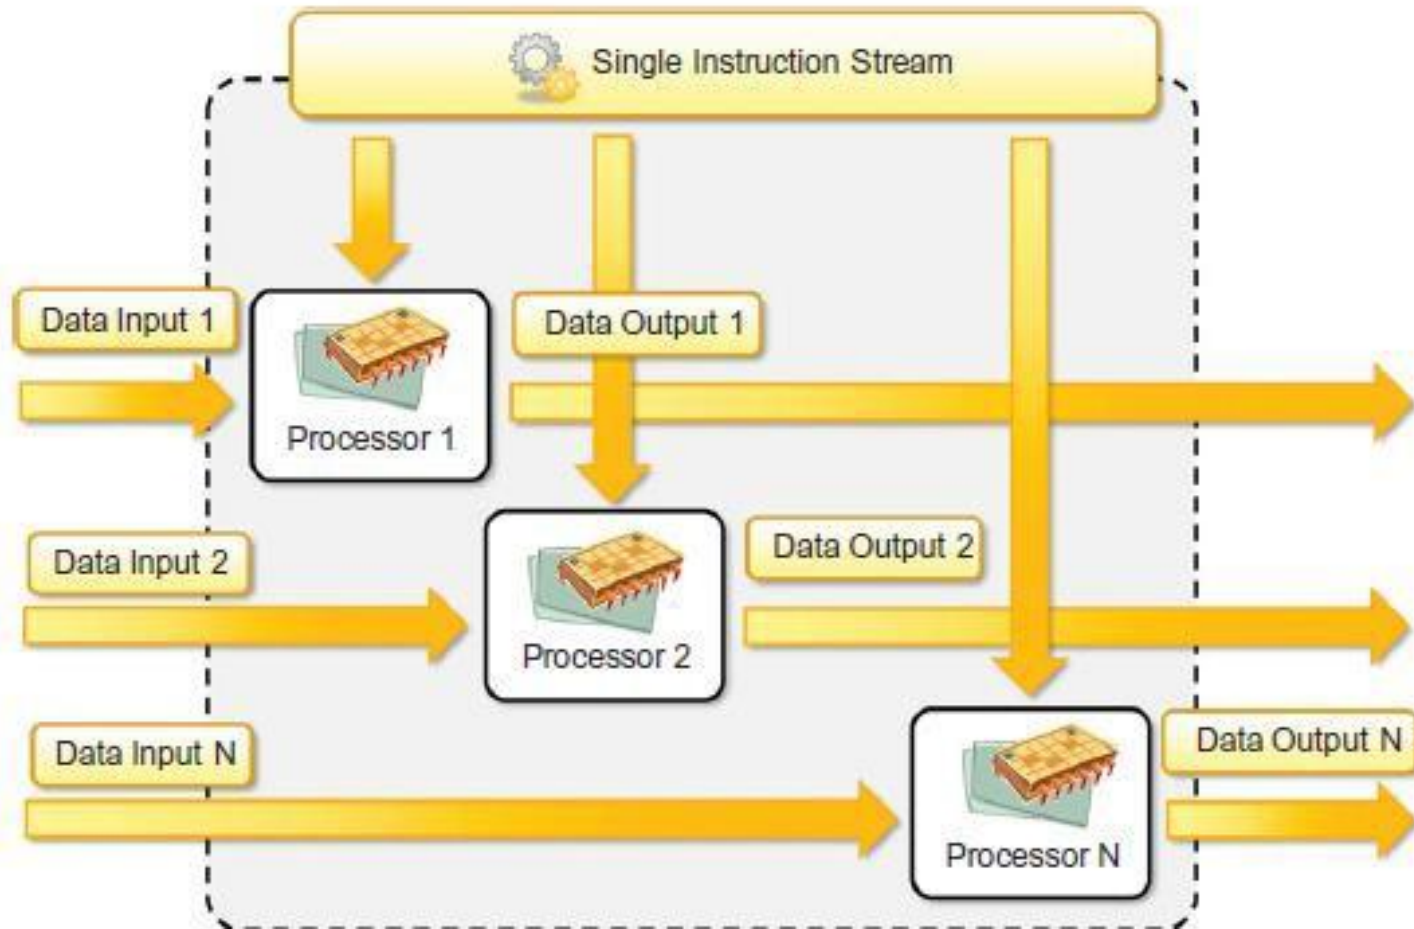 Single Instruction Stream
Data Input 1
Data Output 1
Processor 1
Data Input 2
Data Output 2
Processor 2
Data Input N
Data Output N
Processor N